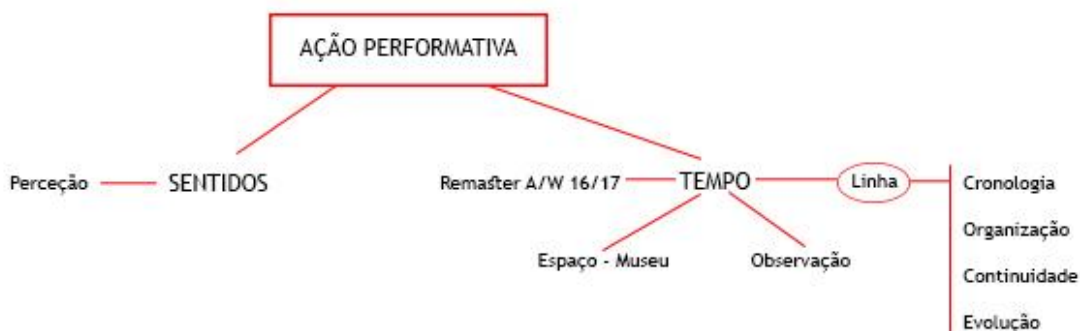 AÇÃO PERFORMATIVA
Perceção
SENTIDOS
Remaster A/W 16/17
TEMPO
Linha
Cronologia
Organização
Espaço - Museu
Observação
Continuidade
Evolução